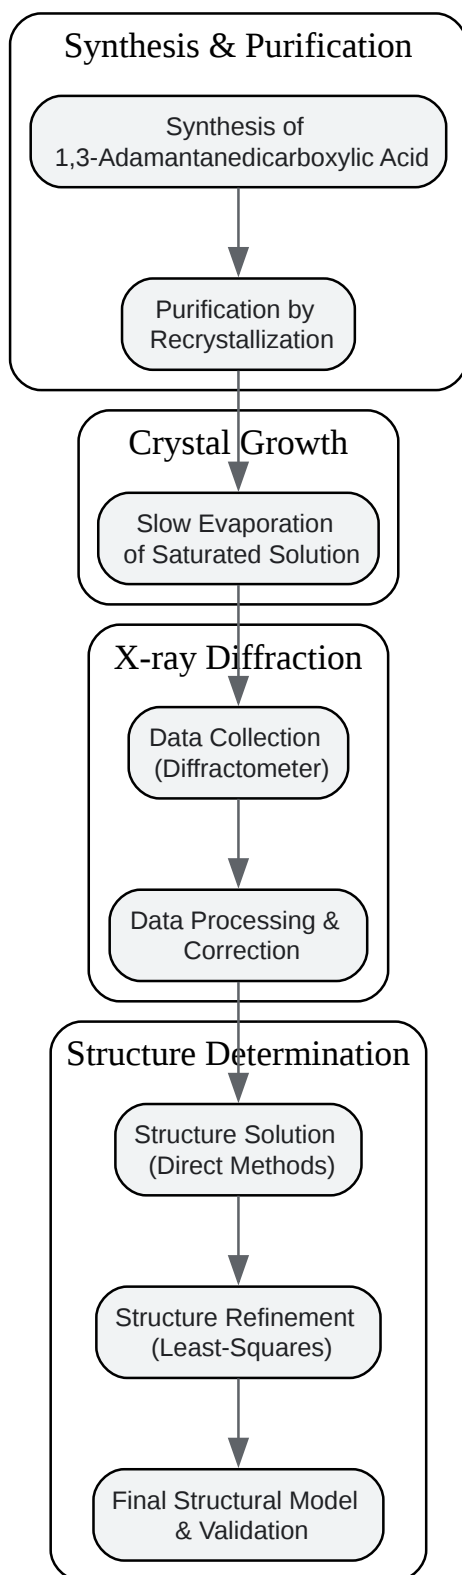 Synthesis & Purification
Synthesis of
1,3-Adamantanedicarboxylic Acid
Purification by
Recrystallization
Crystal Growth
Slow Evaporation
of Saturated Solution
X-ray Diffraction
Data Collection
(Diffractometer)
Data Processing &
Correction
Structure Determination
Structure Solution
(Direct Methods)
Structure Refinement
(Least-Squares)
Final Structural Model
& Validation